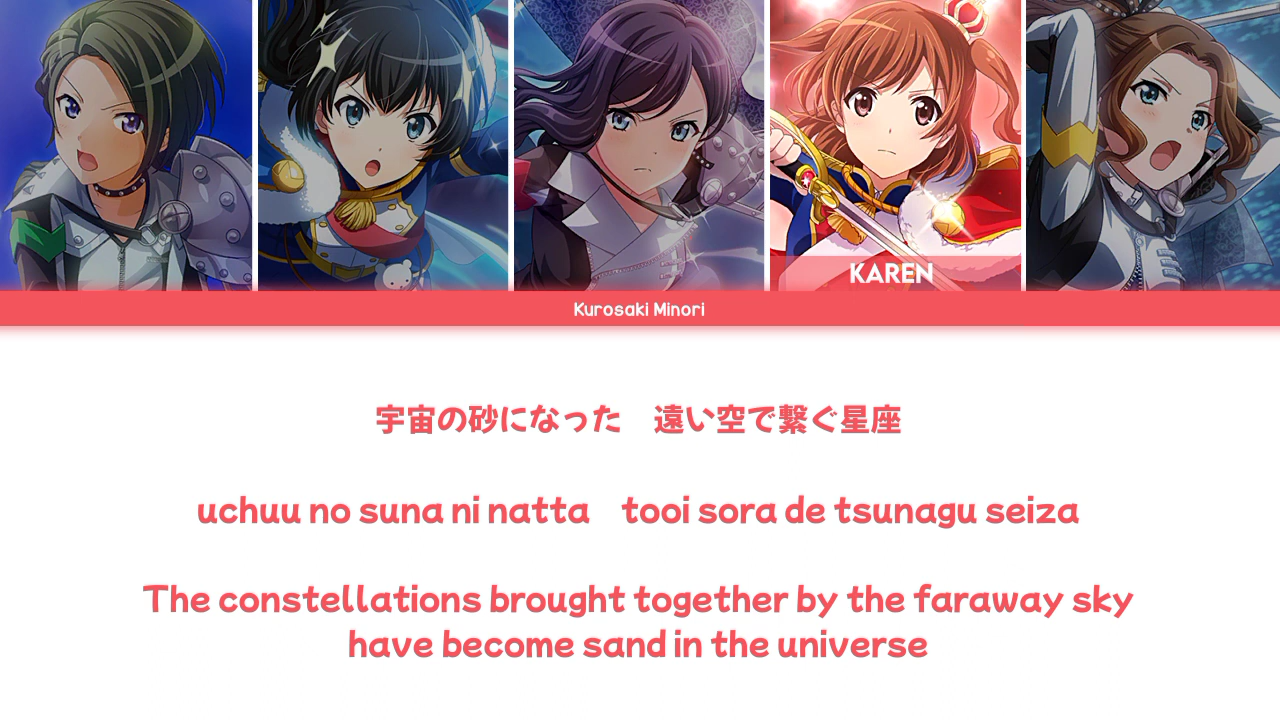 KAREN
Kurosaki Minori
宇宙の砂になった　遠い空で繋ぐ星座
uchuu no suna ni natta　tooi sora de tsunagu seiza
The constellations brought together by the faraway sky
have become sand in the universe